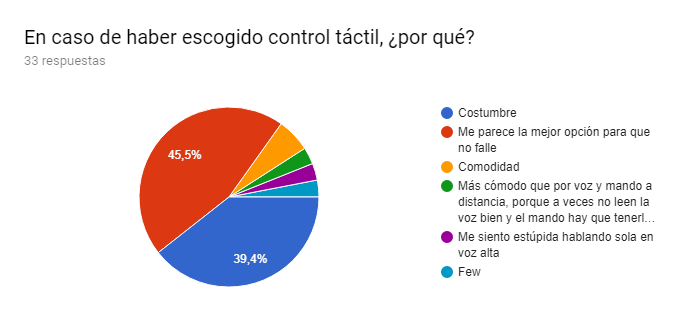 En caso de haber escogido control táctil, ¿por qué?
33 respuestas
45,5%
39,4%
Costumbre
Me parece la mejor opción para que
no falle
Comodidad
Más cómodo que por voz y mando a
distancia, porque a veces no leen la
voz bien y el mando hay que tenerl…
Me siento estúpida hablando sola en
voz alta
Few